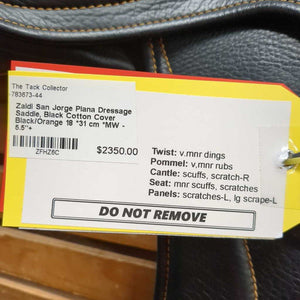 The Tack Collector
-783673-44
Zaldi San Jorge Plana Dressage
Saddle, Black Cotton Cover
Black/Orange 18 *31 cm *MW -
5.5"+
ZFHZ6C
$2350.00
Twist: v.mnr dings
Pommel: v.mnr rubs
Cantle: scuffs, scratch-R
Seat: mnr scuffs, scratches
Panels: scratches-L, lg scrape-L
DO NOT REMOVE